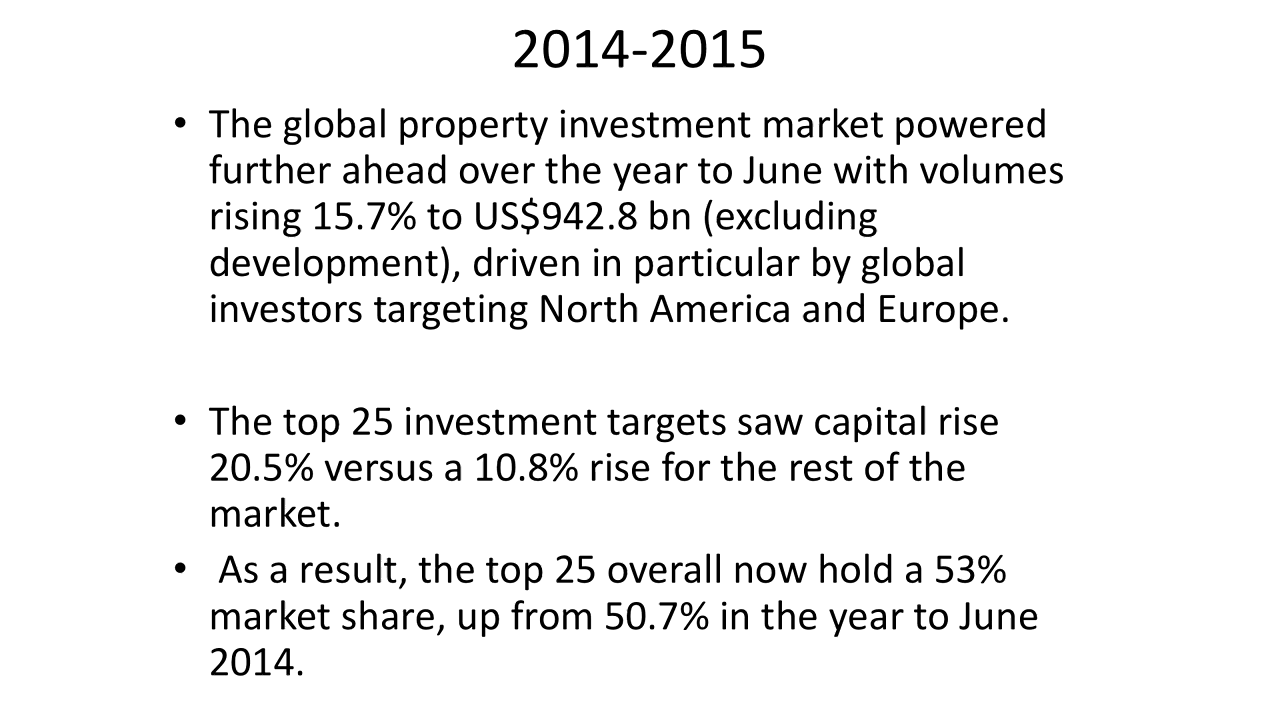 2014-2015
• The global property investment market powered
further ahead over the year to June with volumes
rising 15.7% to US$942.8 bn (excluding
development), driven in particular by global
investors targeting North America and Europe.
• The top 25 investment targets saw capital rise
20.5% versus a 10.8% rise for the rest of the
market.
• As a result, the top 25 overall now hold a 53%
market share, up from 50.7% in the year to June
2014.